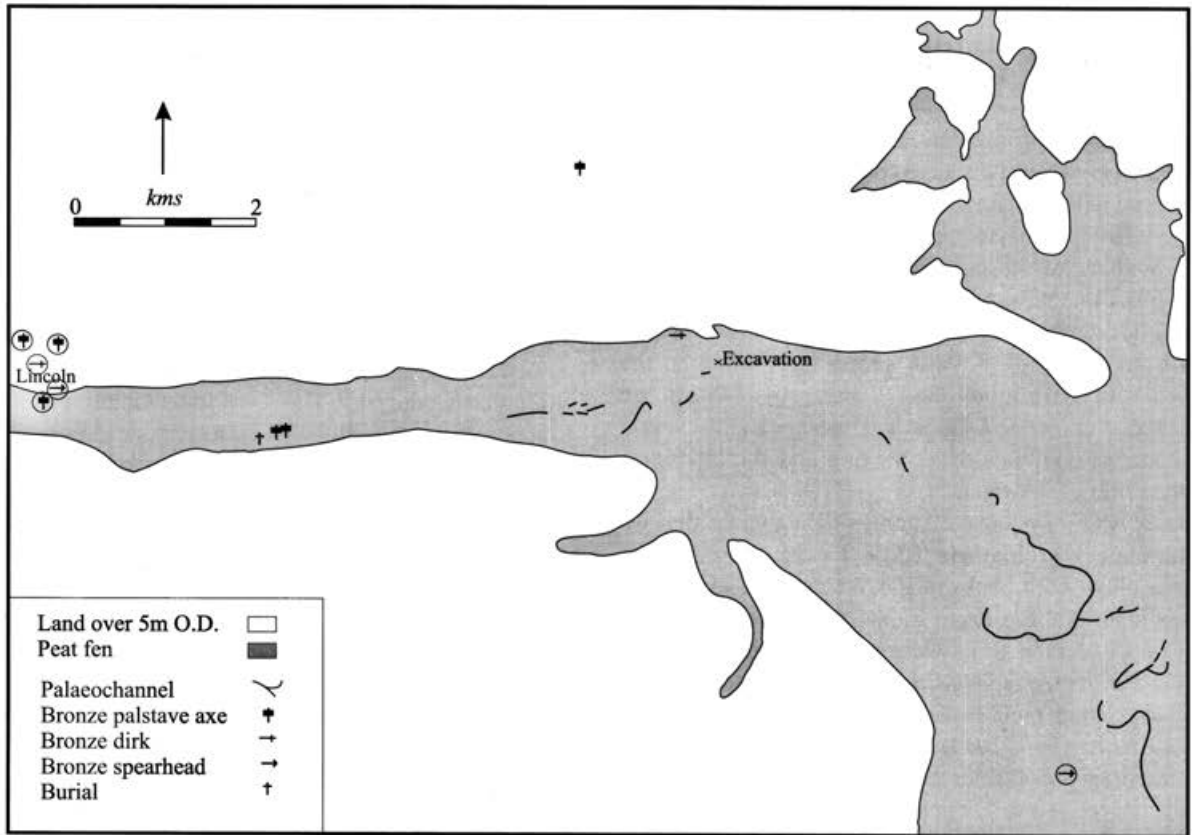 kms
0 2
Lincoln
Excavation
Land over 5m O.D.
Peat fen
Palaeochannel
Bronze palstave axe
Bronze dirk
Bronze spearhead
Burial